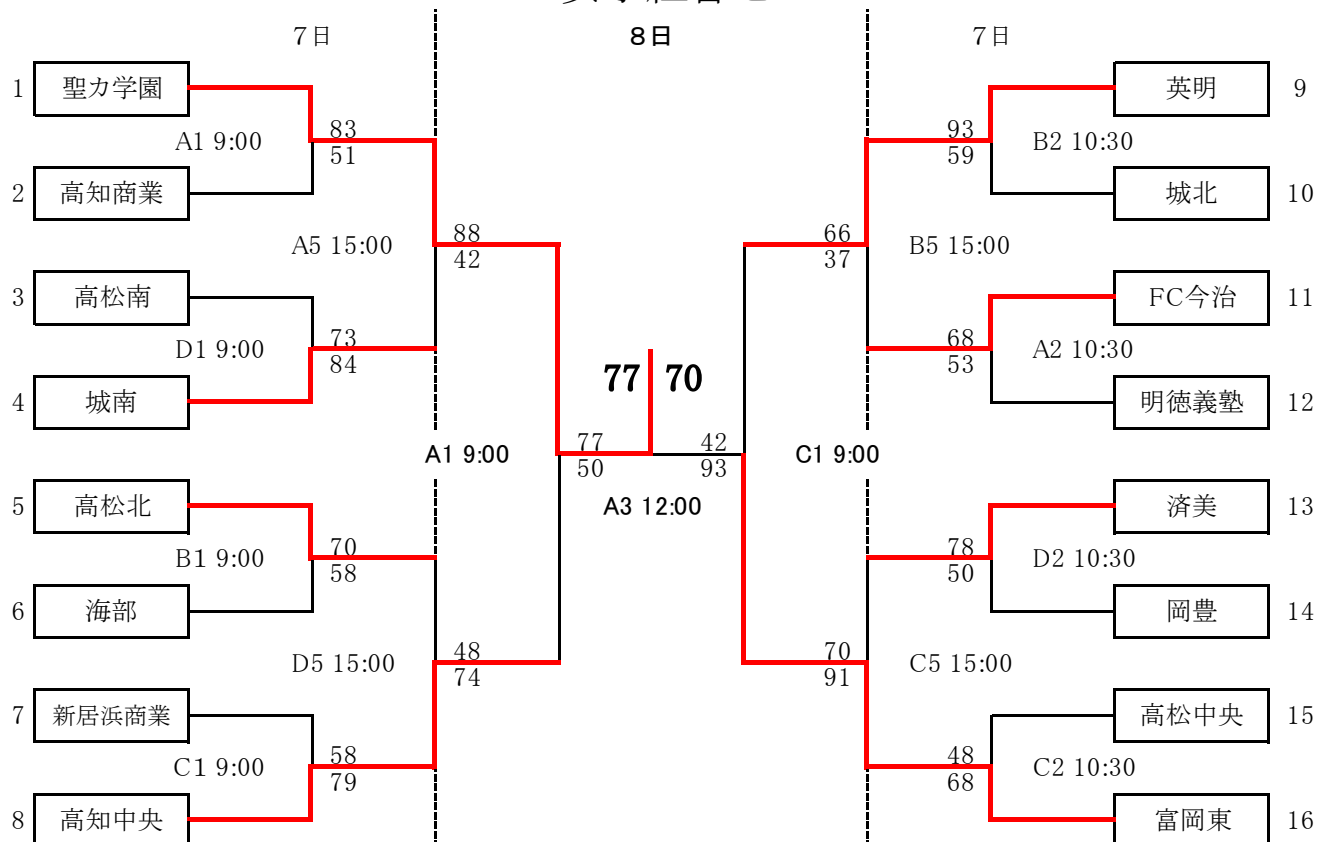 7日 8日 7日
1 聖カ学園 英明 9
A1 9:00 83 93 B2 10:30
51 59
2 高知商業 城北 10
A5 15:00 88 66 B5 15:00
42 37
3 高松南 FC今治 11
D1 9:00 73 68 A2 10:30
84 53
77 70
4 城南 明徳義塾 12
A1 9:00 77 42 C1 9:00
50 93
A3 12:00
5 高松北 済美 13
B1 9:00 70 78 D2 10:30
58 50
6 海部 岡豊 14
D5 15:00 48 70 C5 15:00
74 91
7 新居浜商業 高松中央 15
C1 9:00 58 48 C2 10:30
79 68
8 高知中央 富岡東 16